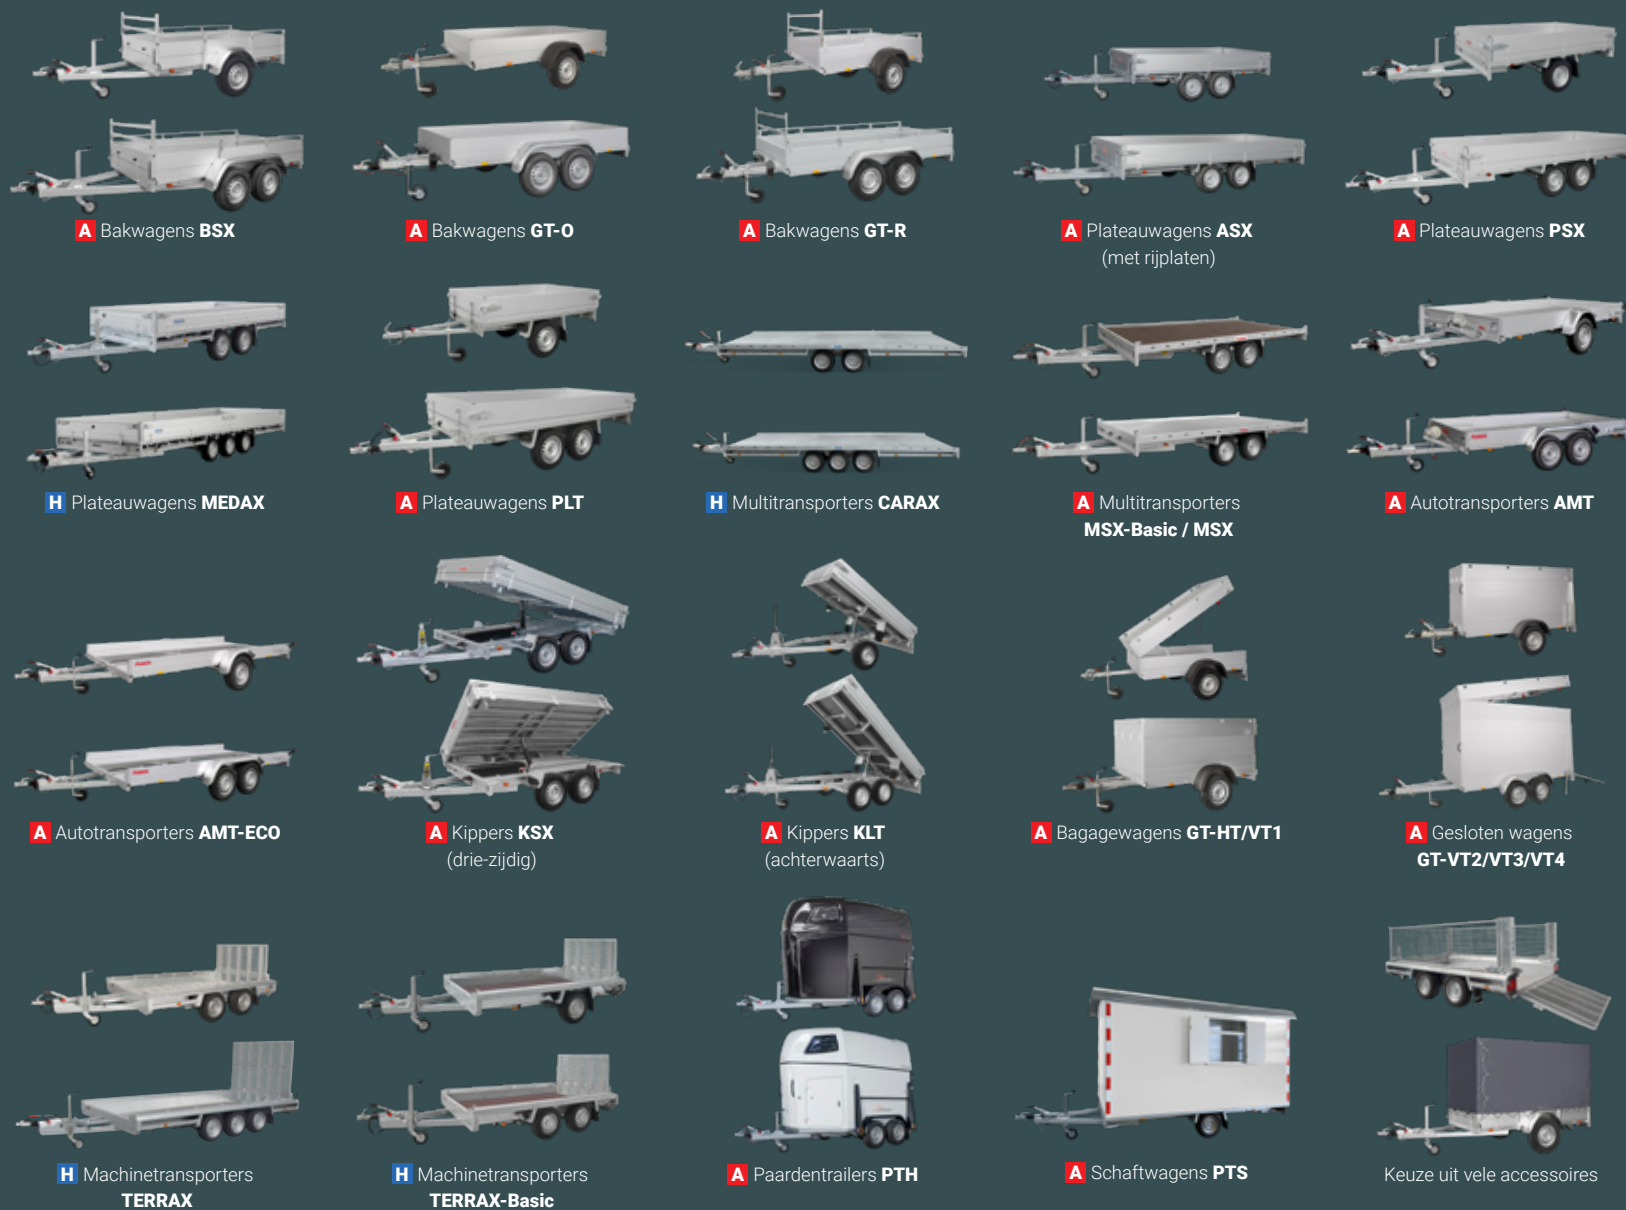 A Bakwagens BSX
A Bakwagens GT-O
A Bakwagens GT-R
A Plateauwagens ASX
(met rijplaten)
A Plateauwagens PSX
H Plateauwagens MEDAX
A Plateauwagens PLT
H Multitransporters CARAX
A Multitransporters
MSX-Basic / MSX
A Autotransporters AMT
A Autotransporters AMT-ECO
A Kippers KSX
(drie-zijdig)
A Kippers KLT
(achterwaarts)
A Bagagewagens GT-HT/VT1
A Gesloten wagens
GT-VT2/VT3/VT4
H Machinetransporters
TERRAX
H Machinetransporters
TERRAX-Basic
A Paardentrailers PTH
A Schaftwagens PTS
Keuze uit vele accessoires